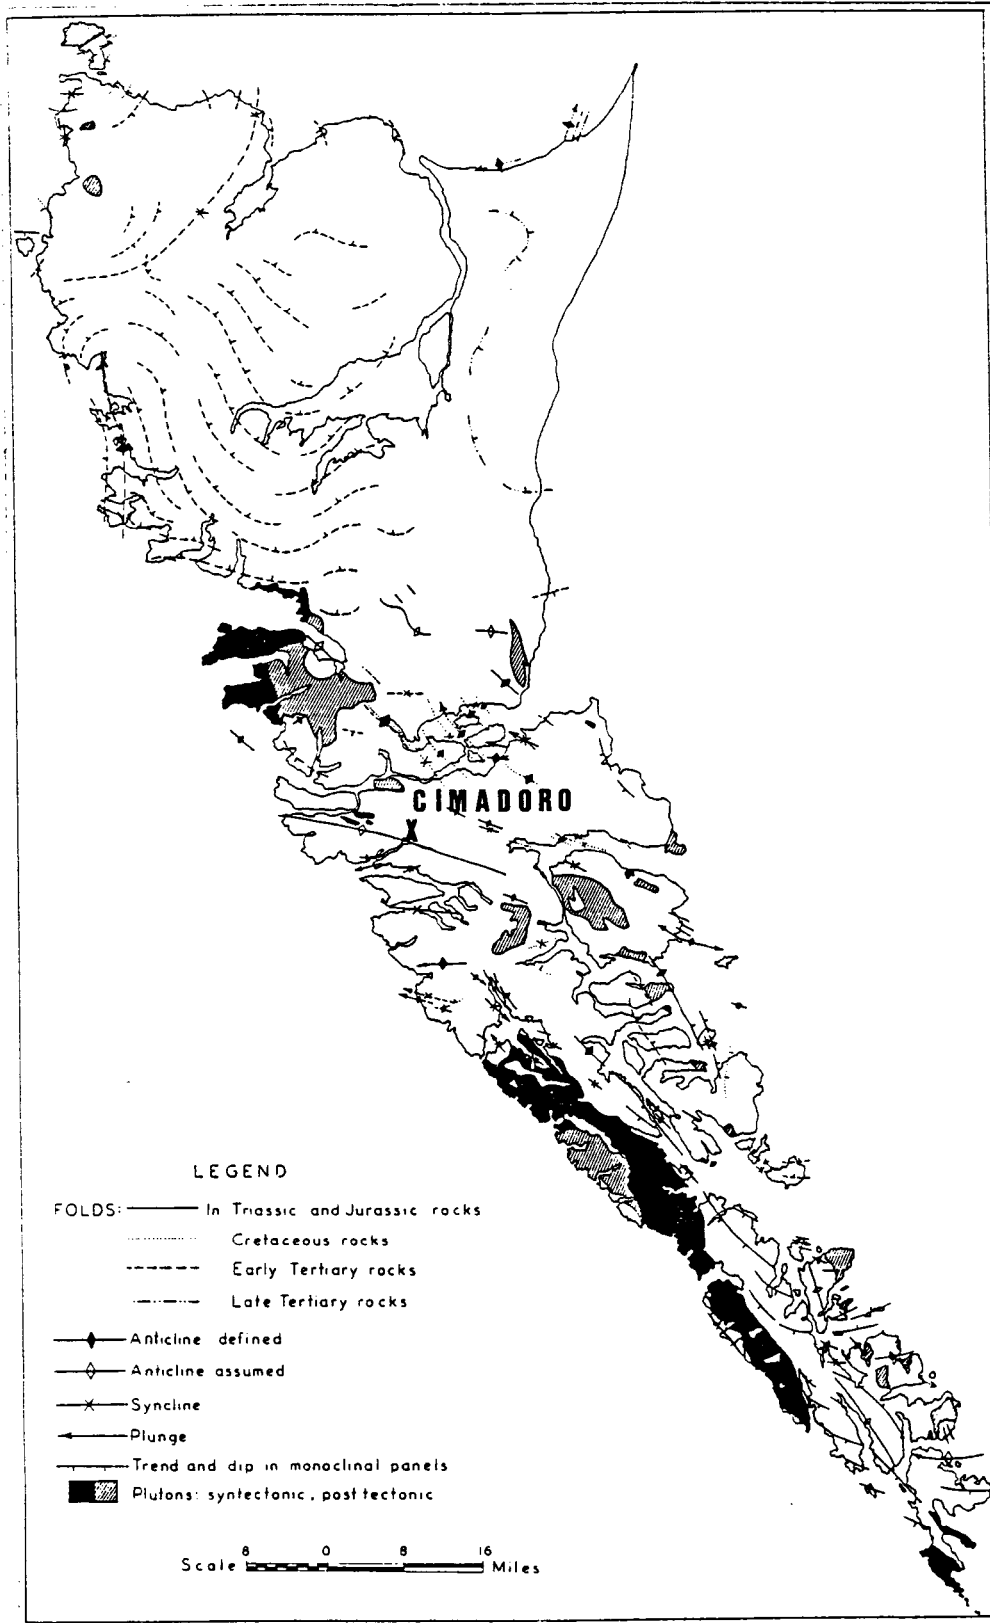 CIMADORO
X
LEGEND
FOLDS: In Triassic and Jurassic rocks
Cretaceous rocks
Early Tertiary rocks
Late Tertiary rocks
Anticline defined
Anticline assumed
Syncline
Plunge
Trend and dip in monoclinal panels
Plutons: syntectonic, post tectonic
8 0 8 16
Scale Miles